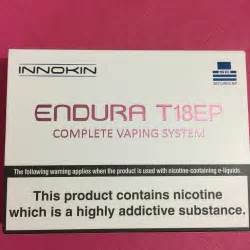 INNOKIN
ENDURA T18EP
COMPLETE VAPING SYSTEM
The following warning applies when the product is used with nicotine-containing e-liquids.
This product contains nicotine
which is a highly addictive substance.